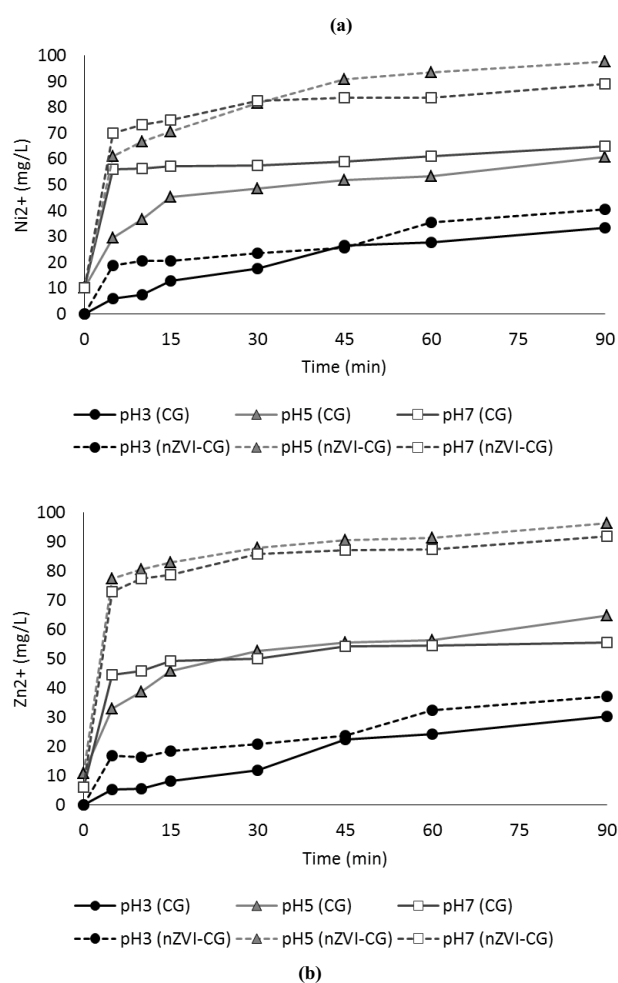 (a)
100
90
80
70
60
50
40
30
20
10
0
Ni2+ (mg/L)
0 15 30 45 60 75 90
Time (min)
pH3 (CG) pH5 (CG) pH7 (CG)
pH3 (nZVI-CG) pH5 (nZVI-CG) pH7 (nZVI-CG)
100
90
80
70
60
50
40
30
20
10
0
Zn2+ (mg/L)
0 15 30 45 60 75 90
Time (min)
pH3 (CG) pH5 (CG) pH7 (CG)
pH3 (nZVI-CG) pH5 (nZVI-CG) pH7 (nZVI-CG)
(b)